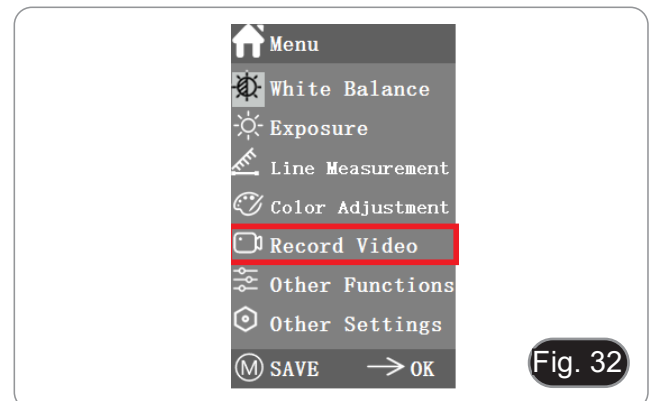 Menu
White Balance
Exposure
Line Measurement
Color Adjustment
Record Video
Other Functions
Other Settings
M SAVE → OK
Fig. 32